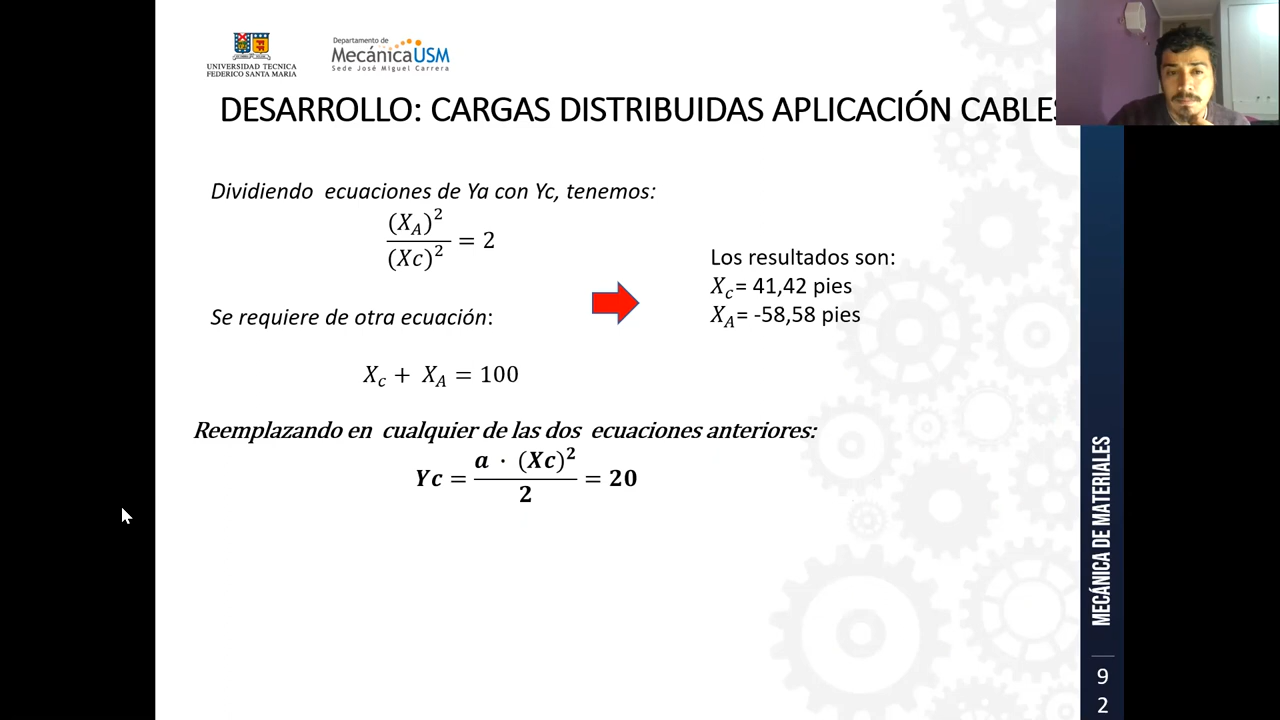 UNIVERSIDAD TECNICA
FEDERICO SANTA MARIA
Departamento de
MecánicaUSM
Sede José Miguel Carrera
DESARROLLO: CARGAS DISTRIBUIDAS APLICACIÓN CABLES
Dividiendo ecuaciones de Ya con Yc, tenemos:
(X_A)^2 / (Xc)^2 = 2
Los resultados son:
X_c= 41,42 pies
X_A= -58,58 pies
Se requiere de otra ecuación:
X_c + X_A = 100
Reemplazando en cualquier de las dos ecuaciones anteriores:
Yc = a · (Xc)^2 / 2 = 20
MECÁNICA DE MATERIALES
9
2